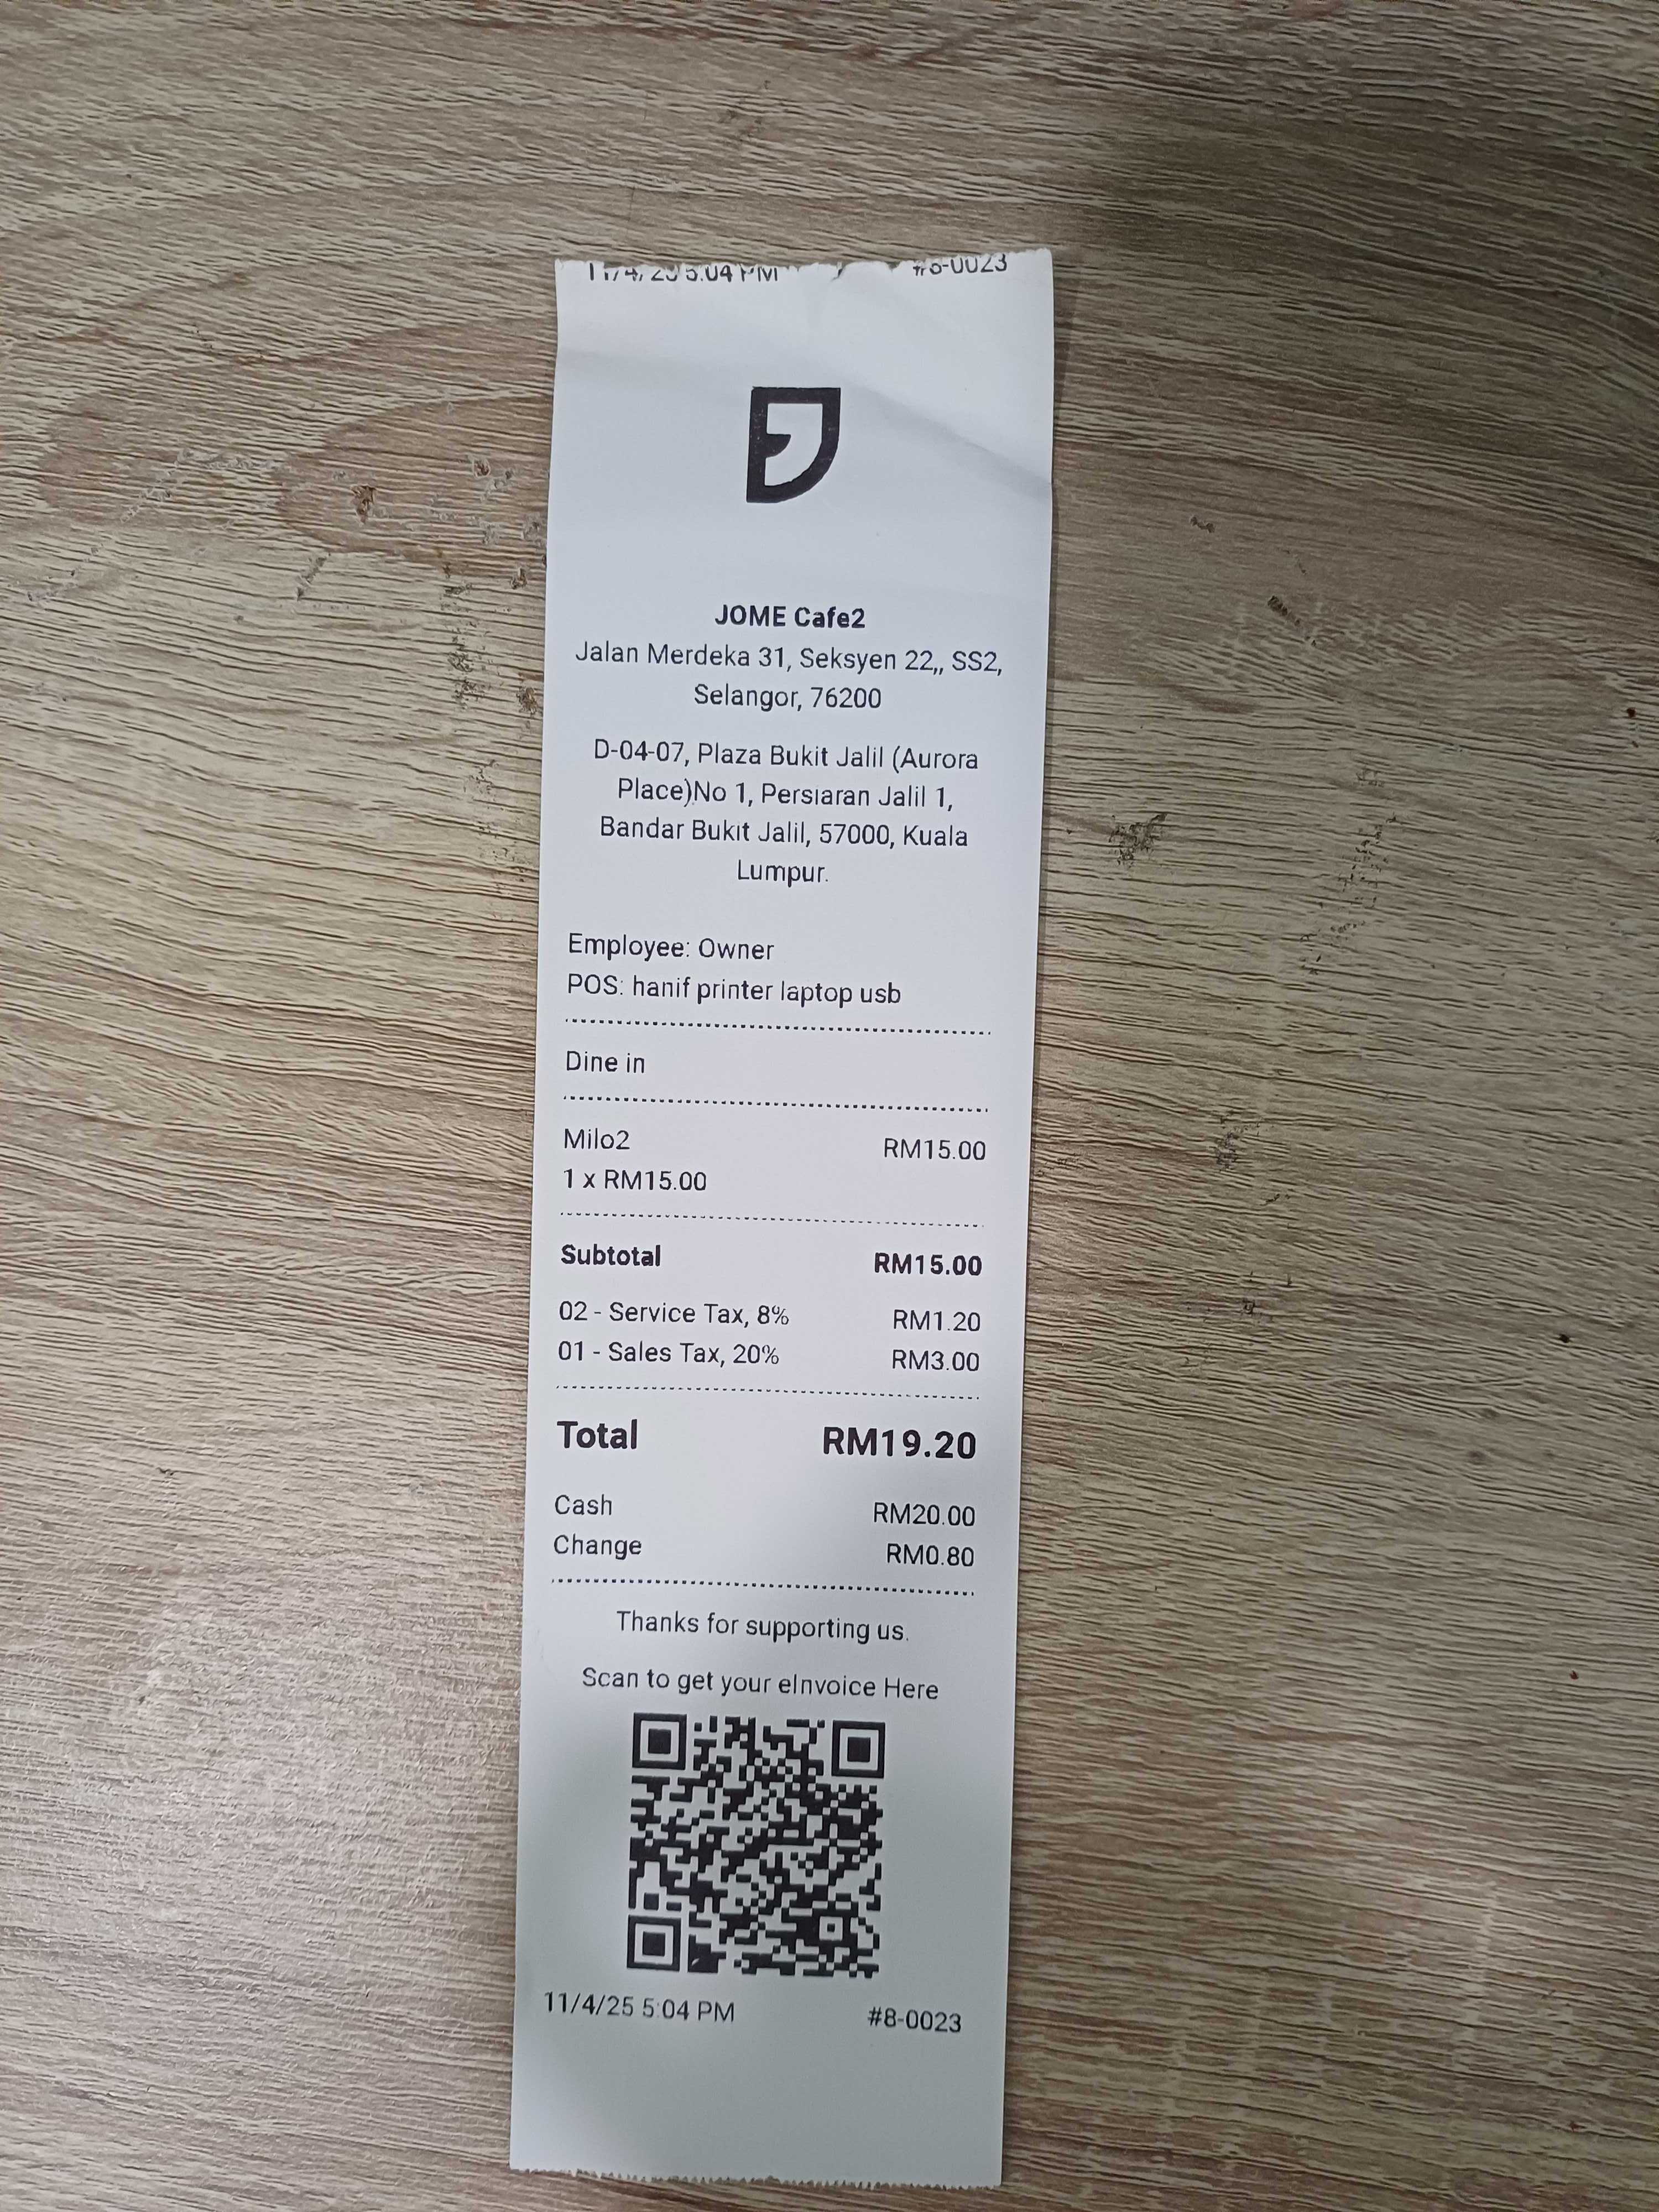 11/4/25 5:04 PM #8-0023
JOME Cafe2
Jalan Merdeka 31, Seksyen 22,, SS2,
Selangor, 76200
D-04-07, Plaza Bukit Jalil (Aurora
Place)No 1, Persiaran Jalil 1,
Bandar Bukit Jalil, 57000, Kuala
Lumpur.
Employee: Owner
POS: hanif printer laptop usb
Dine in
Milo2 RM15.00
1 x RM15.00
Subtotal RM15.00
02 - Service Tax, 8% RM1.20
01 - Sales Tax, 20% RM3.00
Total RM19.20
Cash RM20.00
Change RM0.80
Thanks for supporting us.
Scan to get your eInvoice Here
11/4/25 5:04 PM #8-0023